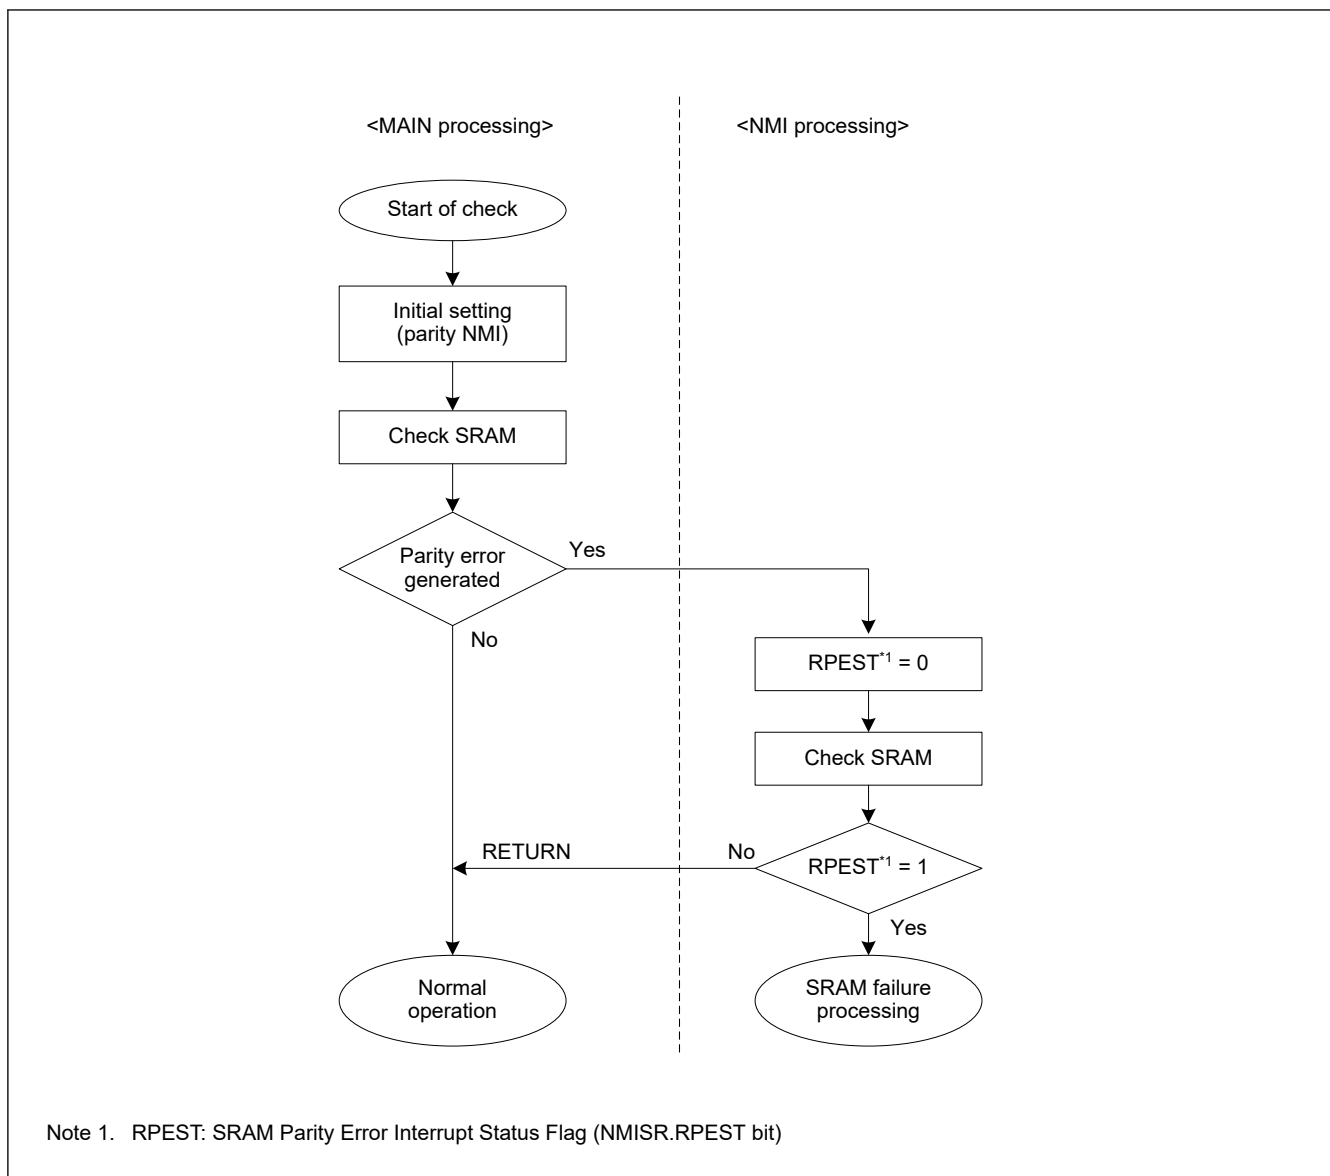 <MAIN processing>
<NMI processing>
Start of check
Initial setting
(parity NMI)
Check SRAM
Parity error
generated
Yes
No
RPEST*1 = 0
Check SRAM
RPEST*1 = 1
No
RETURN
Yes
Normal
operation
SRAM failure
processing
Note 1. RPEST: SRAM Parity Error Interrupt Status Flag (NMISR.RPEST bit)